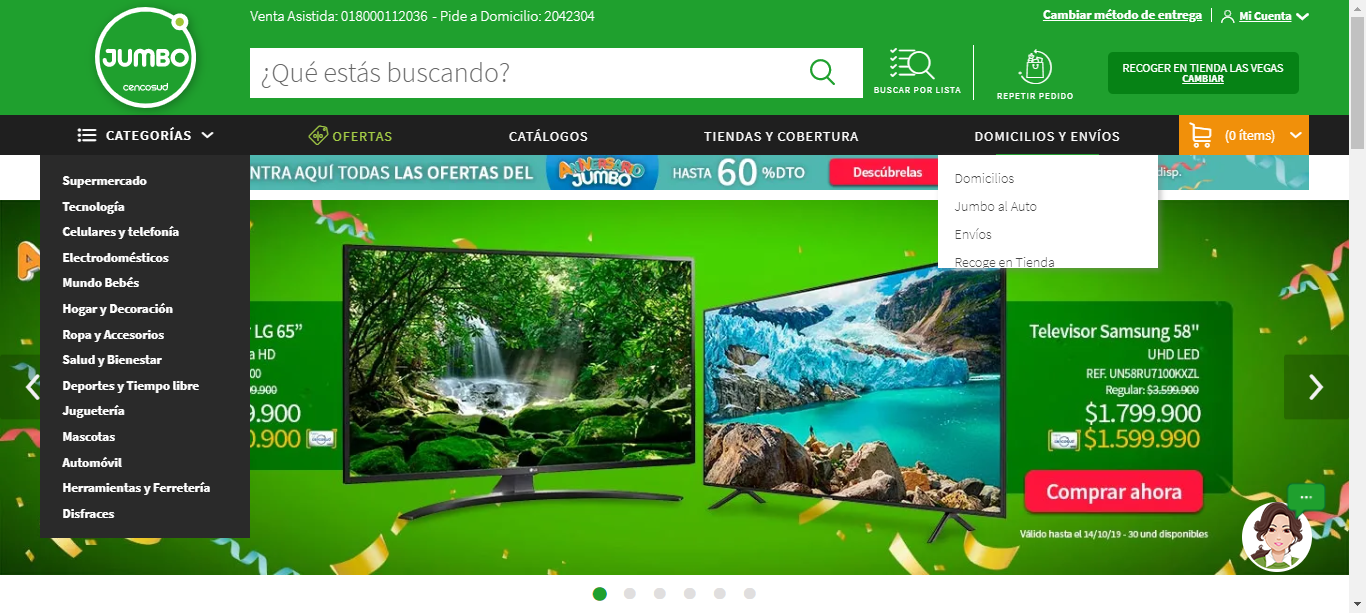 Venta Asistida: 018000112036 - Pide a Domicilio: 2042304
Cambiar método de entrega
Mi Cuenta
JUMBO
cencosud
¿Qué estás buscando?
BUSCAR POR LISTA
REPETIR PEDIDO
RECOGER EN TIENDA LAS VEGAS
CAMBIAR
CATEGORÍAS
OFERTAS
CATÁLOGOS
TIENDAS Y COBERTURA
DOMICILIOS Y ENVÍOS
(0 ítems)
NTRA AQUÍ TODAS LAS OFERTAS DEL
ANIVERSARIO
JUMBO
HASTA 60 %DTO
Descúbrelas
disp.
Supermercado
Tecnología
Celulares y telefonía
Electrodomésticos
Mundo Bebés
Hogar y Decoración
Ropa y Accesorios
Salud y Bienestar
Deportes y Tiempo libre
Juguetería
Mascotas
Automóvil
Herramientas y Ferretería
Disfraces
Domicilios
Jumbo al Auto
Envíos
Recoge en Tienda
LG 65”
a HD
00
9.900
9.900
0.900
LG
Televisor Samsung 58"
UHD LED
REF. UN58RU7100KXZL
Regular: $3.599.900
$1.799.900
$1.599.990
Comprar ahora
Válido hasta el 14/10/19 - 30 und disponibles